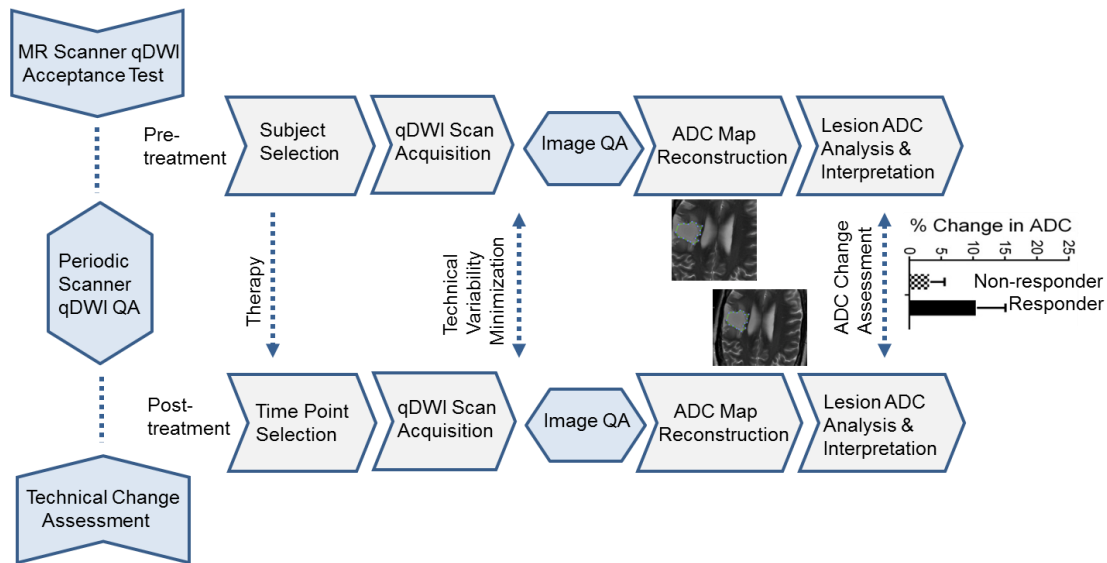 MR Scanner qDWI
Acceptance Test
Periodic
Scanner
qDWI QA
Technical Change
Assessment
Pre-
treatment
Subject
Selection
qDWI Scan
Acquisition
Image QA
ADC Map
Reconstruction
Lesion ADC
Analysis &
Interpretation
Therapy
Technical
Variability
Minimization
ADC Change
Assessment
% Change in ADC
0 5 10 15 20 25
Non-responder
Responder
Post-
treatment
Time Point
Selection
qDWI Scan
Acquisition
Image QA
ADC Map
Reconstruction
Lesion ADC
Analysis &
Interpretation